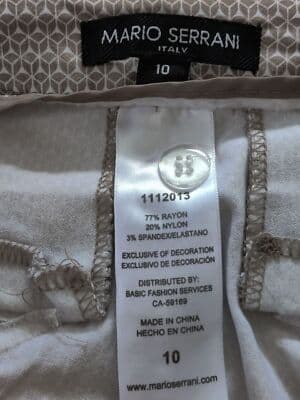 MARIO SERRANI
ITALY
10
1112013
77% RAYON
20% NYLON
3% SPANDEX/ELASTANO
EXCLUSIVE OF DECORATION
EXCLUSIVO DE DECORACIÓN
DISTRIBUTED BY:
BASIC FASHION SERVICES
CA-59169
MADE IN CHINA
HECHO EN CHINA
10
www.marioserrani.com